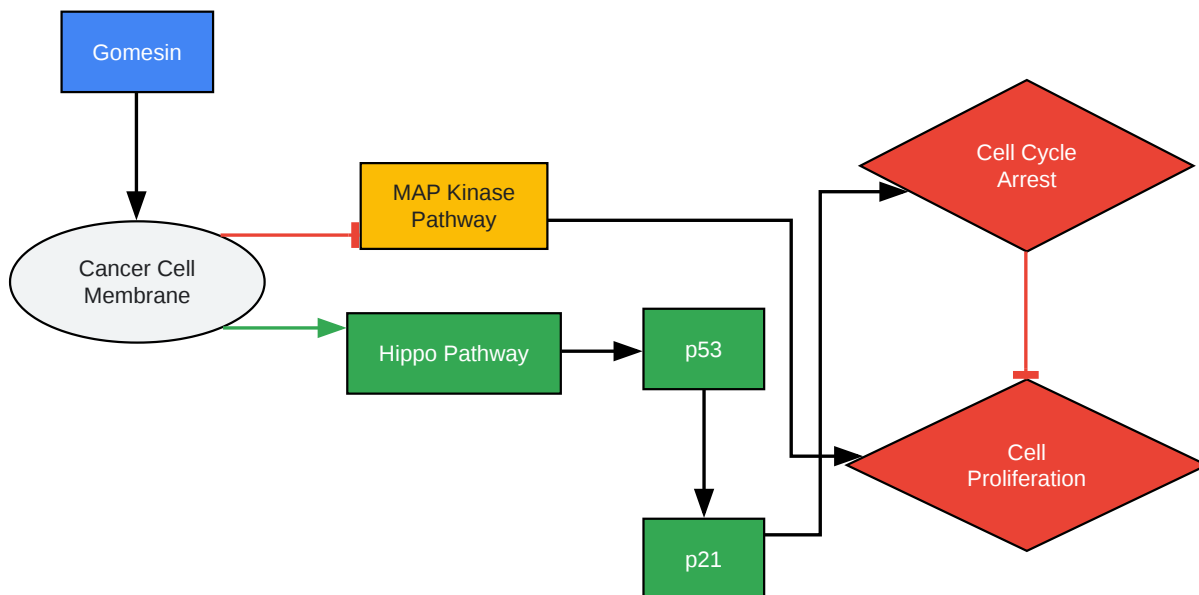 Gomesin
Cell Cycle
Arrest
MAP Kinase
Pathway
Cancer Cell
Membrane
Hippo Pathway
p53
Cell
Proliferation
p21